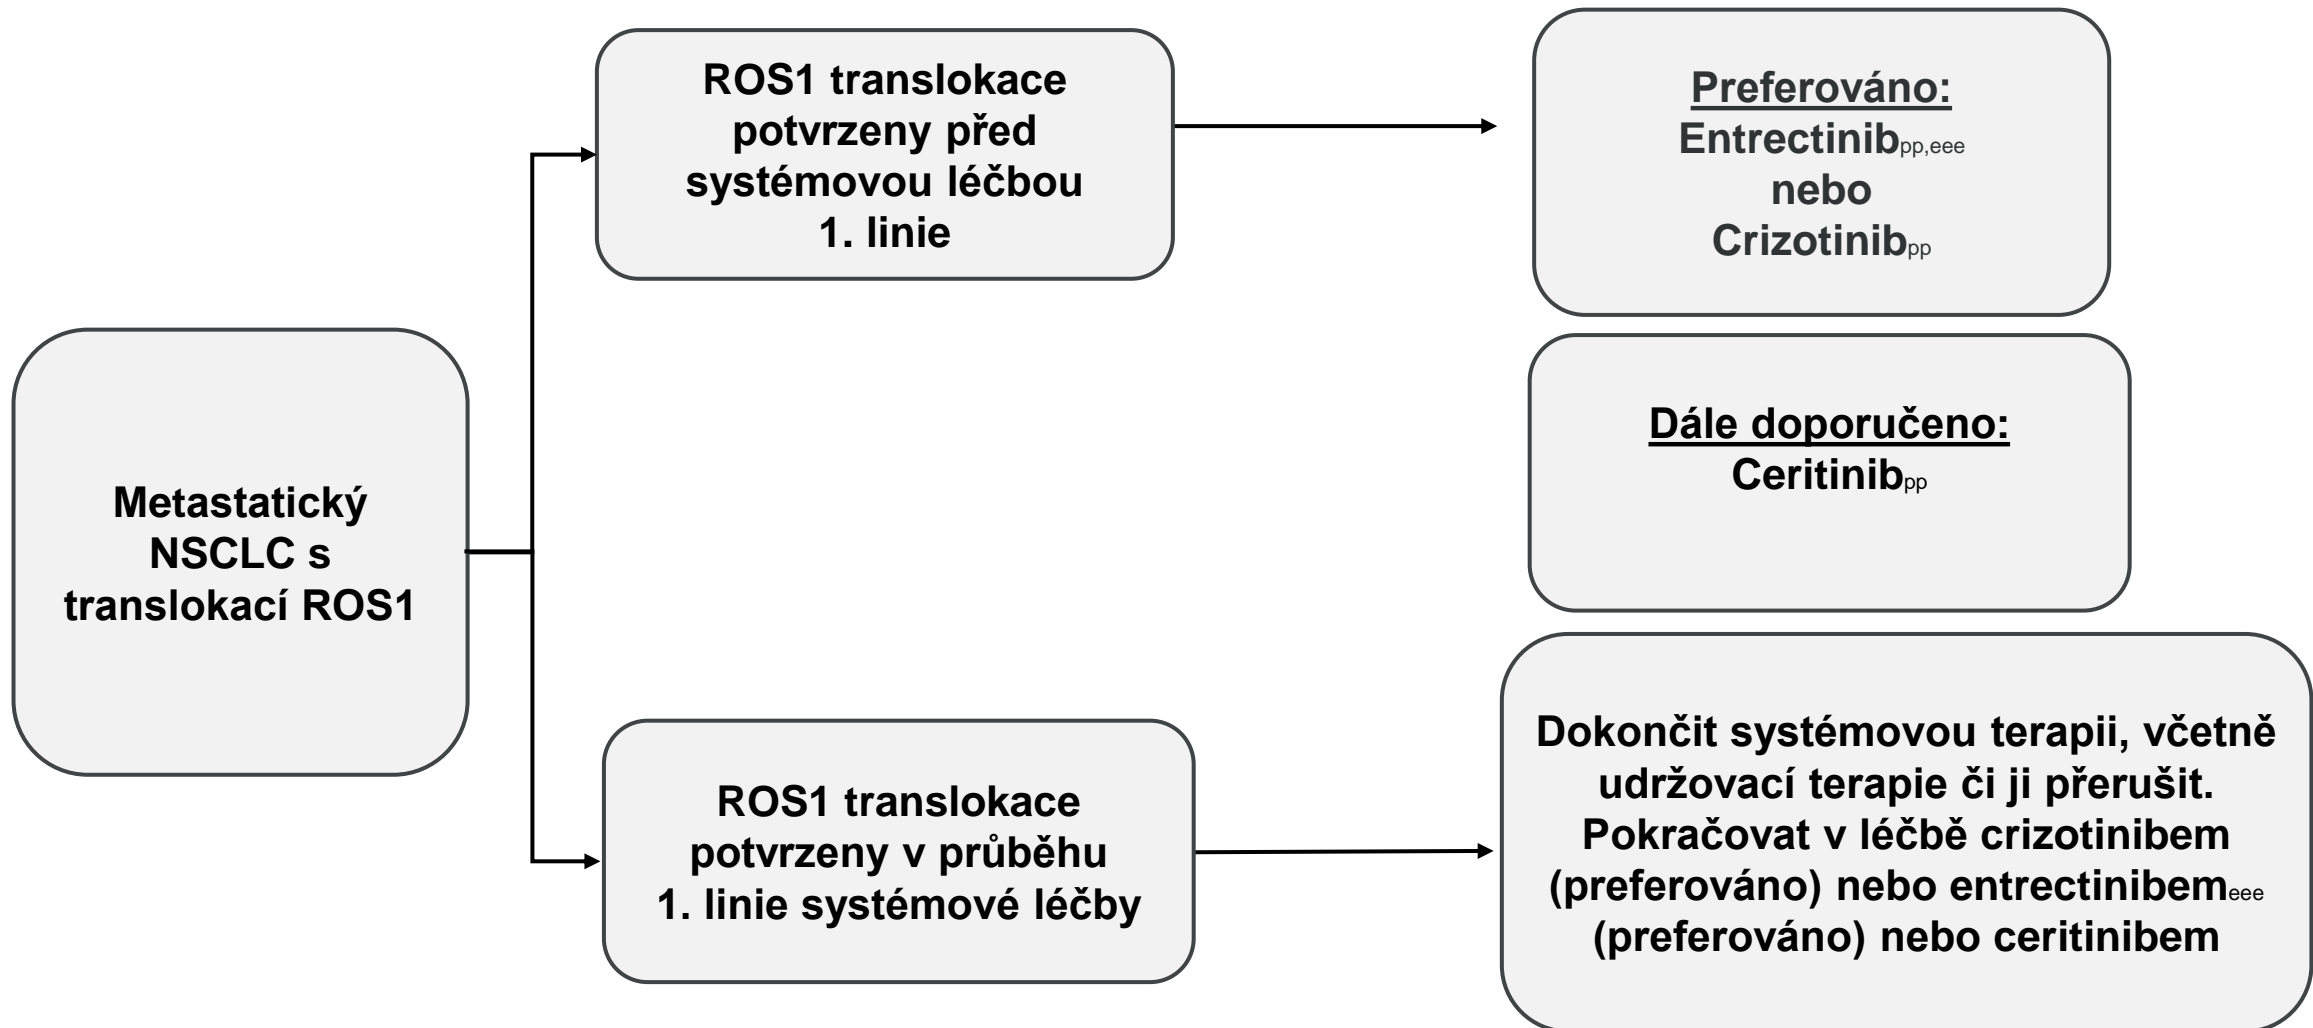 ROS1 translokace
potvrzeny před
systémovou léčbou
1. linie
Preferováno:
Entrectinibpp,eee
nebo
Crizotinibpp
Dále doporučeno:
Ceritinibpp
Metastatický
NSCLC s
translokací ROS1
ROS1 translokace
potvrzeny v průběhu
1. linie systémové léčby
Dokončit systémovou terapii, včetně
udržovací terapie či ji přerušit.
Pokračovat v léčbě crizotinibem
(preferováno) nebo entrectinibemeee
(preferováno) nebo ceritinibem